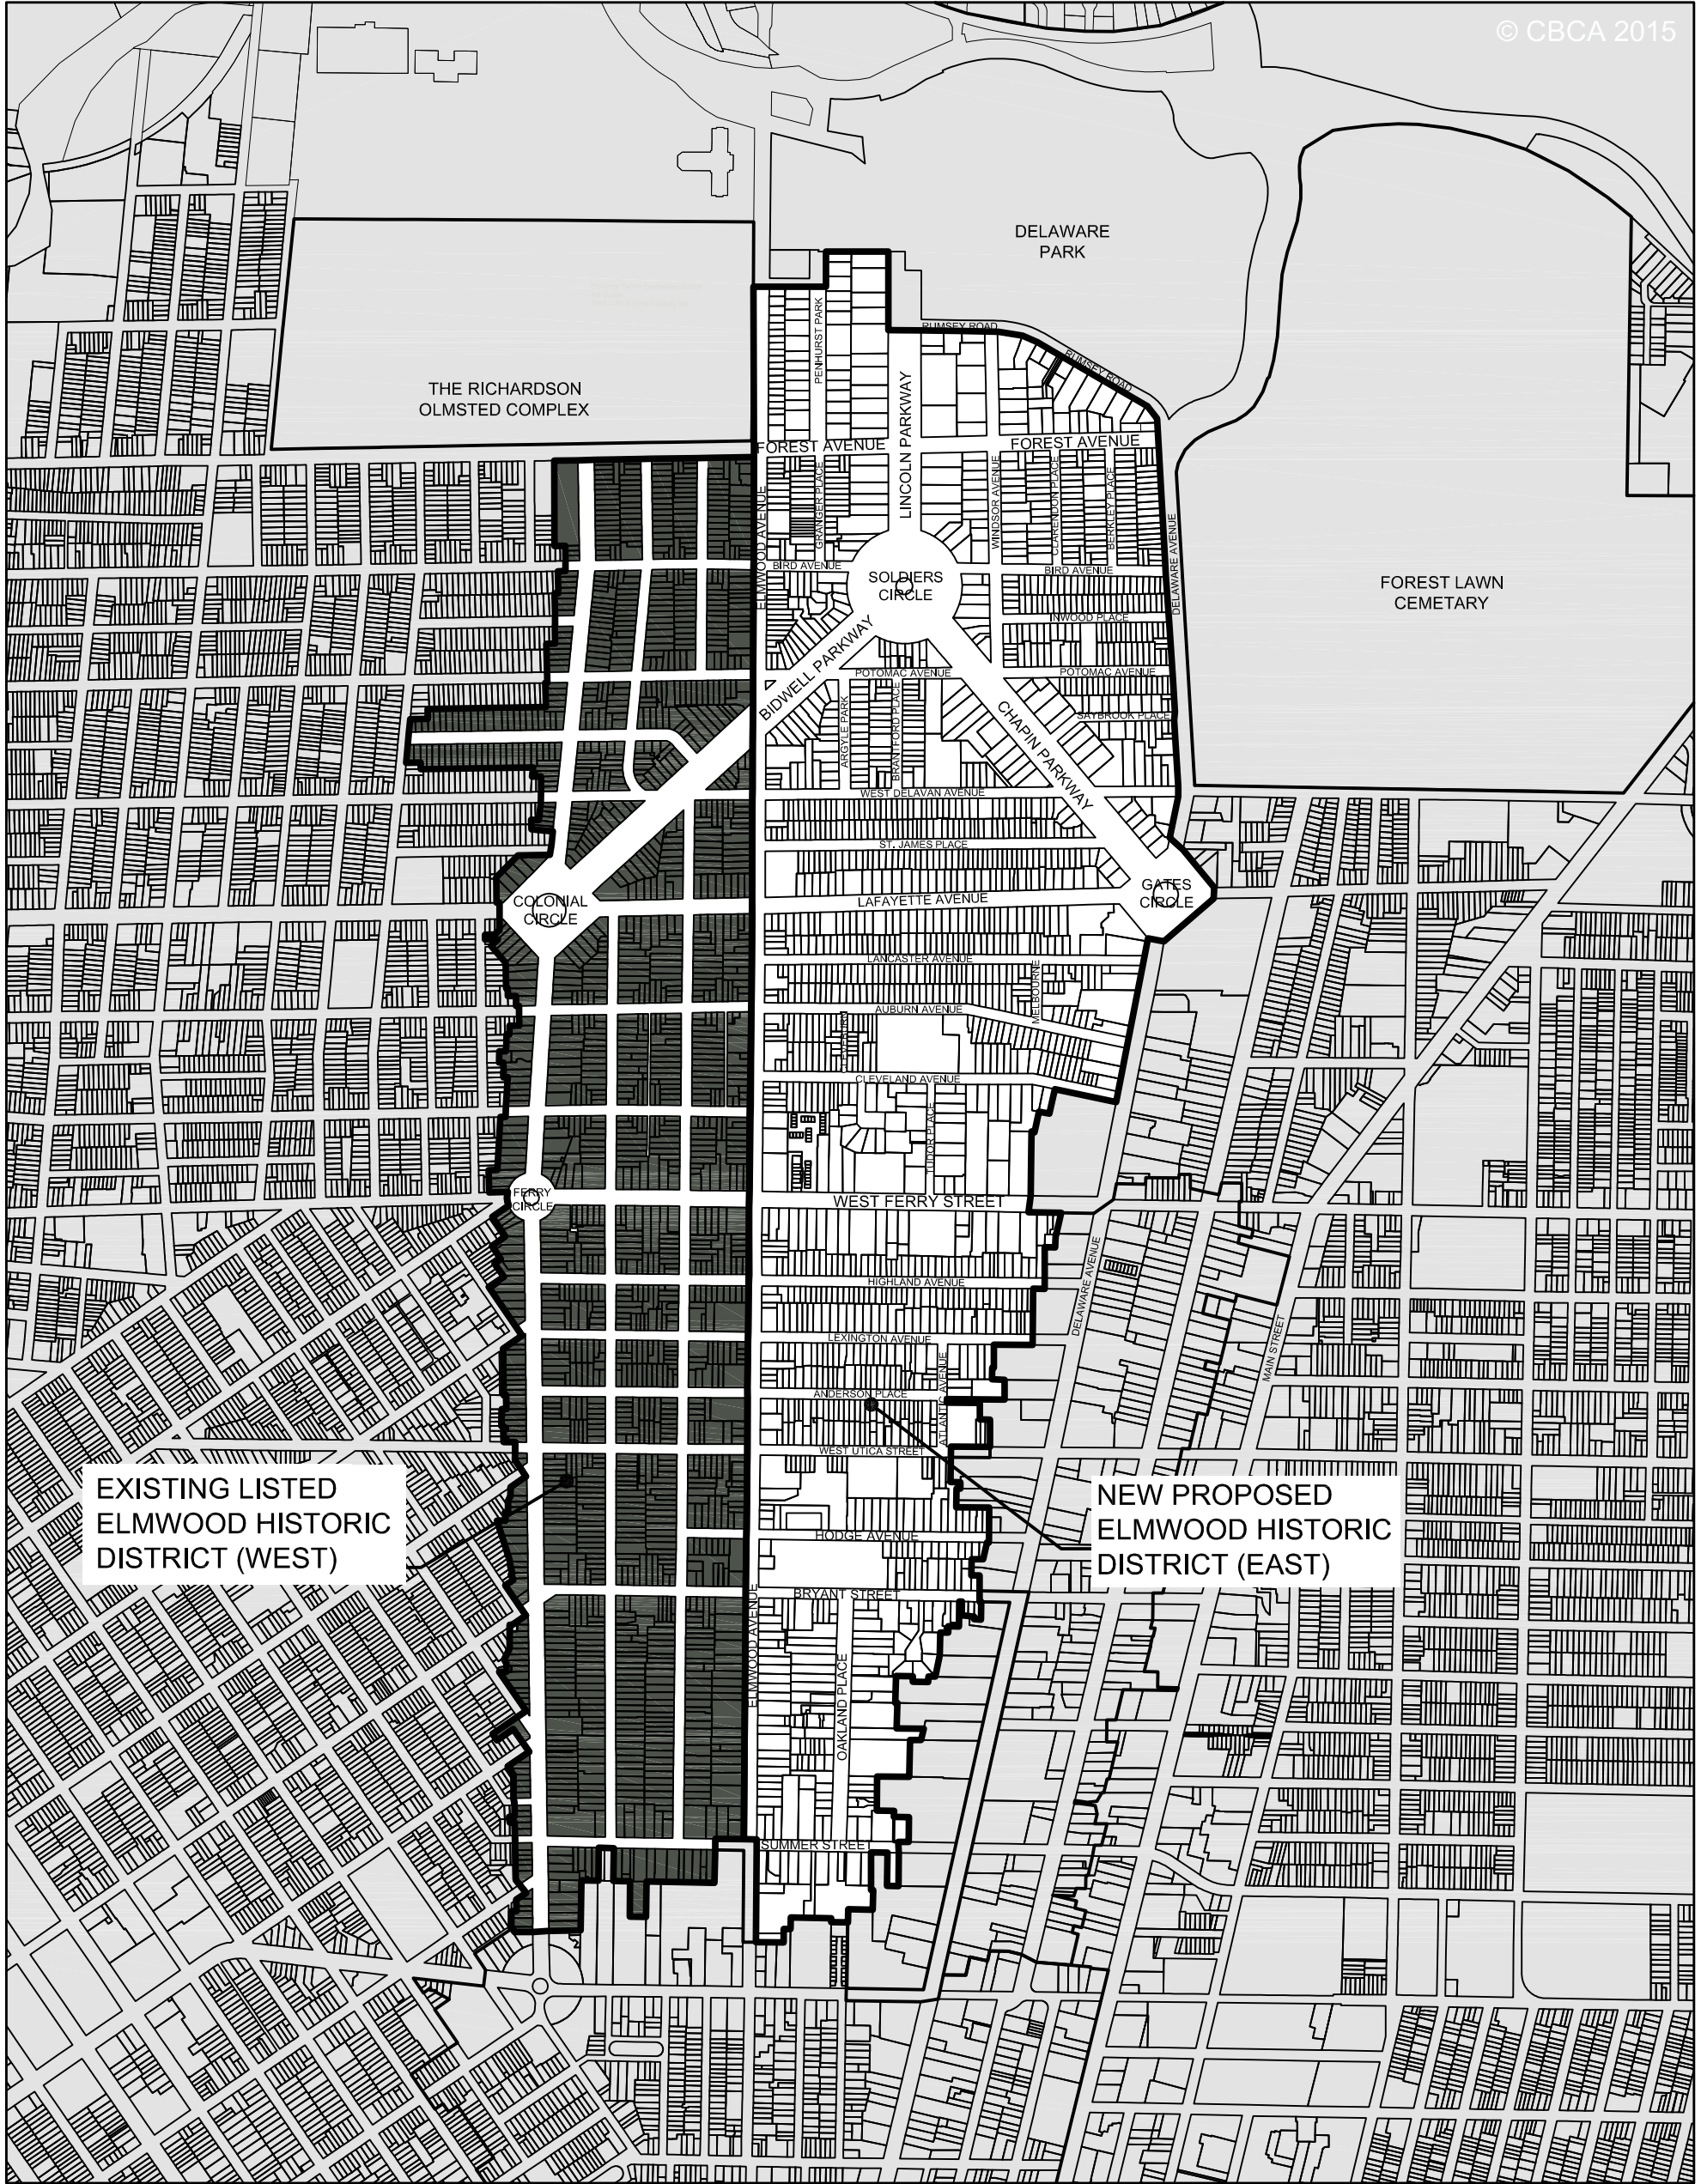 © CBCA 2015
DELAWARE
PARK
RUMSEY ROAD
RUMSEY ROAD
PENHURST PARK
THE RICHARDSON
OLMSTED COMPLEX
LINCOLN PARKWAY
FOREST AVENUE
FOREST AVENUE
ELMWOOD AVENUE
GRANGER PLACE
WINDSOR AVENUE
CLARENDON PLACE
BERKLEY PLACE
DELAWARE AVENUE
BIRD AVENUE
BIRD AVENUE
SOLDIERS
CIRCLE
FOREST LAWN
CEMETARY
INWOOD PLACE
BIDWELL PARKWAY
POTOMAC AVENUE
POTOMAC AVENUE
ARGYLE PARK
BRANTFORD PLACE
CHAPIN PARKWAY
SAYBROOK PLACE
WEST DELAVAN AVENUE
ST. JAMES PLACE
COLONIAL
CIRCLE
LAFAYETTE AVENUE
GATES
CIRCLE
LANCASTER AVENUE
MELBOURNE
AUBURN AVENUE
CLEVELAND AVENUE
TUDOR PLACE
FERRY
CIRCLE
WEST FERRY STREET
DELAWARE AVENUE
HIGHLAND AVENUE
MAIN STREET
LEXINGTON AVENUE
ATLANTIC AVENUE
ANDERSON PLACE
WEST UTICA STREET
EXISTING LISTED
ELMWOOD HISTORIC
DISTRICT (WEST)
NEW PROPOSED
ELMWOOD HISTORIC
DISTRICT (EAST)
HODGE AVENUE
BRYANT STREET
ELMWOOD AVENUE
OAKLAND PLACE
SUMMER STREET